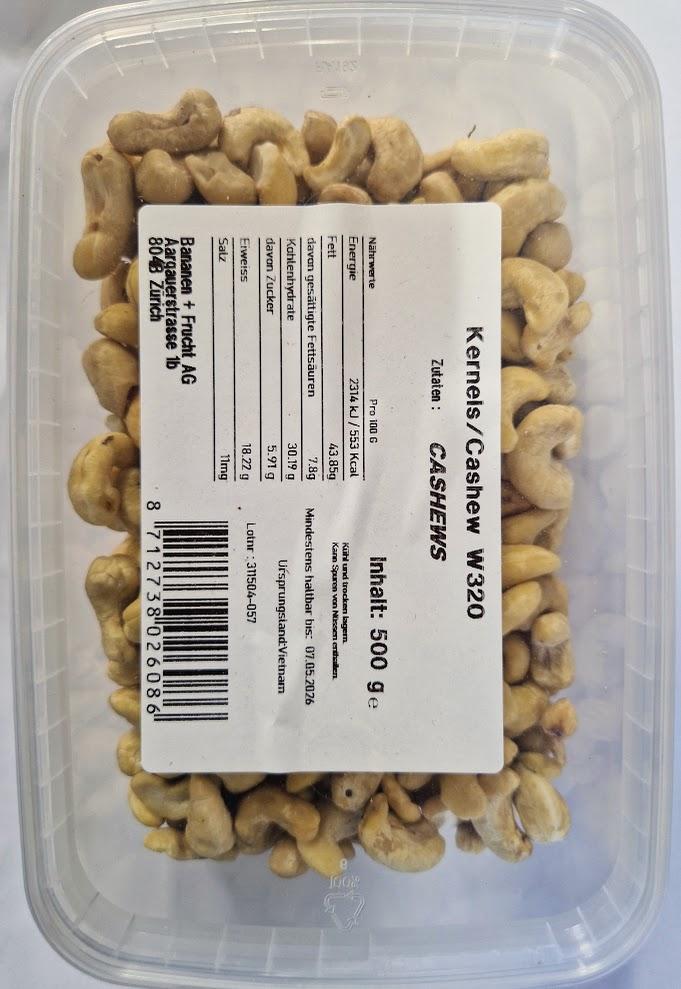 Kernels/Cashew W320
Zutaten : CASHEWS
Inhalt: 500 g e
Nährwerte Pro 100 G
Energie 2314 kJ / 553 Kcal
Fett 43.85g
davon gesättigte Fettsäuren 7.8g
Kohlenhydrate 30.19 g
davon Zucker 5.91 g
Eiweiss 18.22 g
Salz 11mg
Kühl und trocken lagern.
Kann Spuren von Nüssen enthalten.
Mindestens haltbar bis: 07.05.2026
Ursprungsland:Vietnam
Lotnr : 311504-057
Bananen + Frucht AG
Aargauerstrasse 1b
8048 Zürich
8 712738 026086